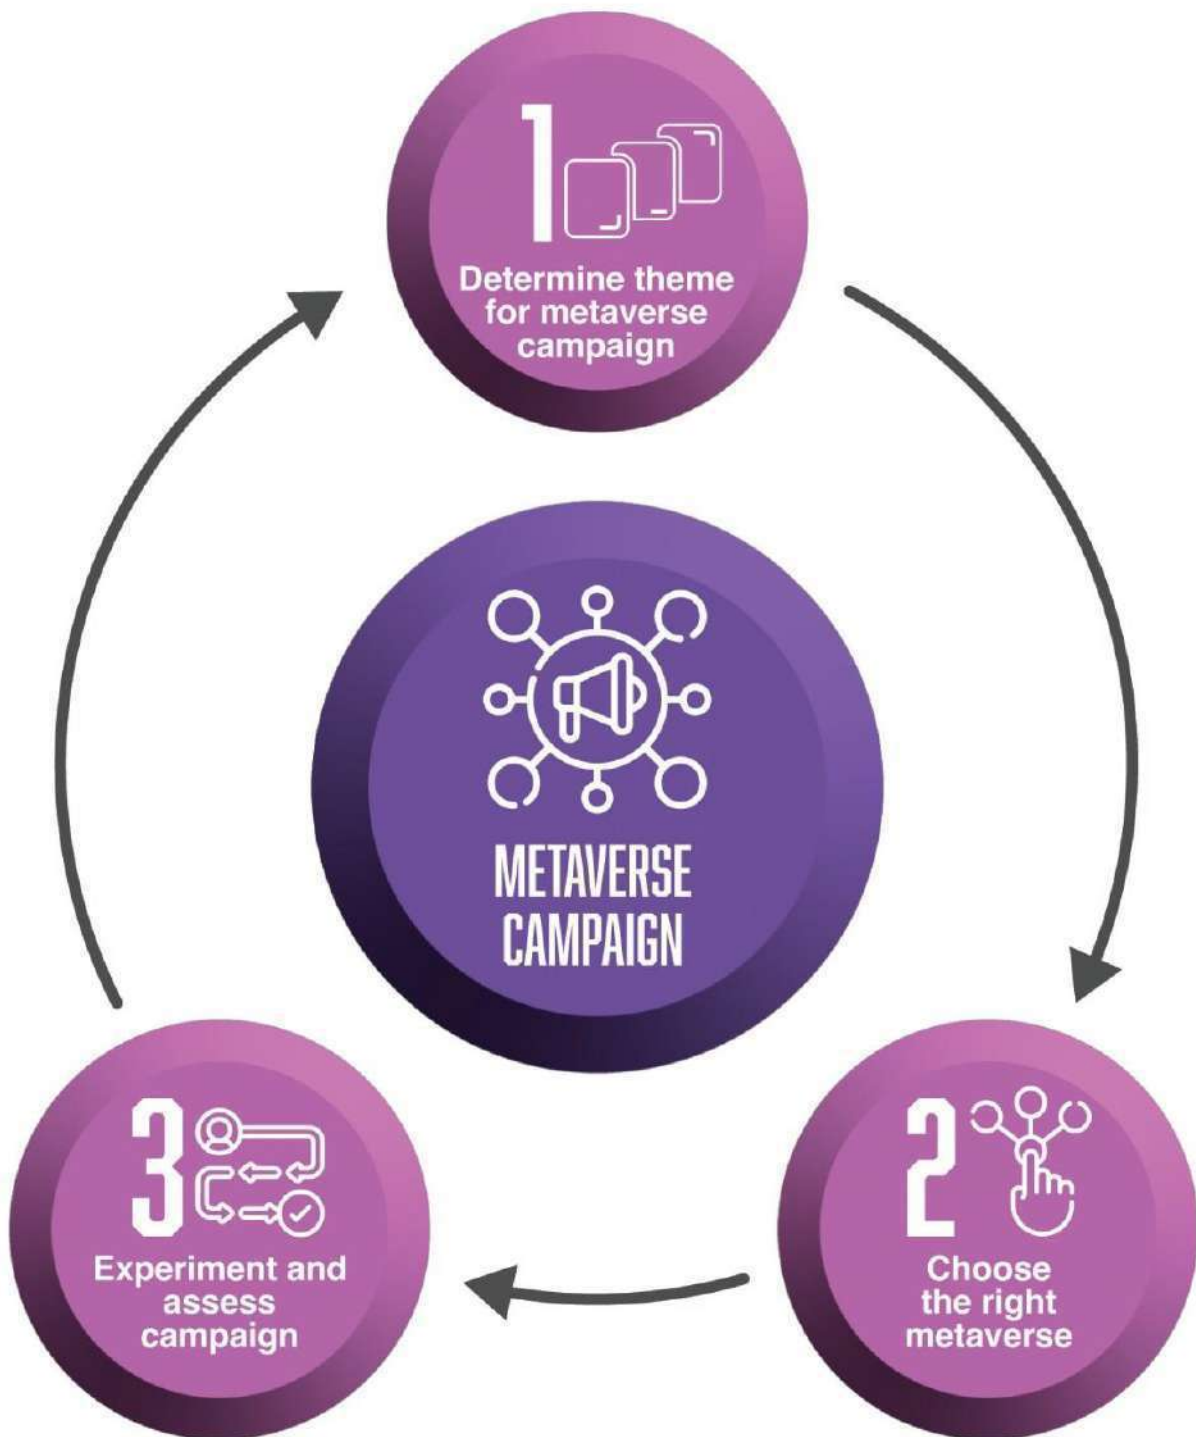 1
Determine theme
for metaverse
campaign
METAVERSE
CAMPAIGN
2
Choose
the right
metaverse
3
Experiment and
assess
campaign